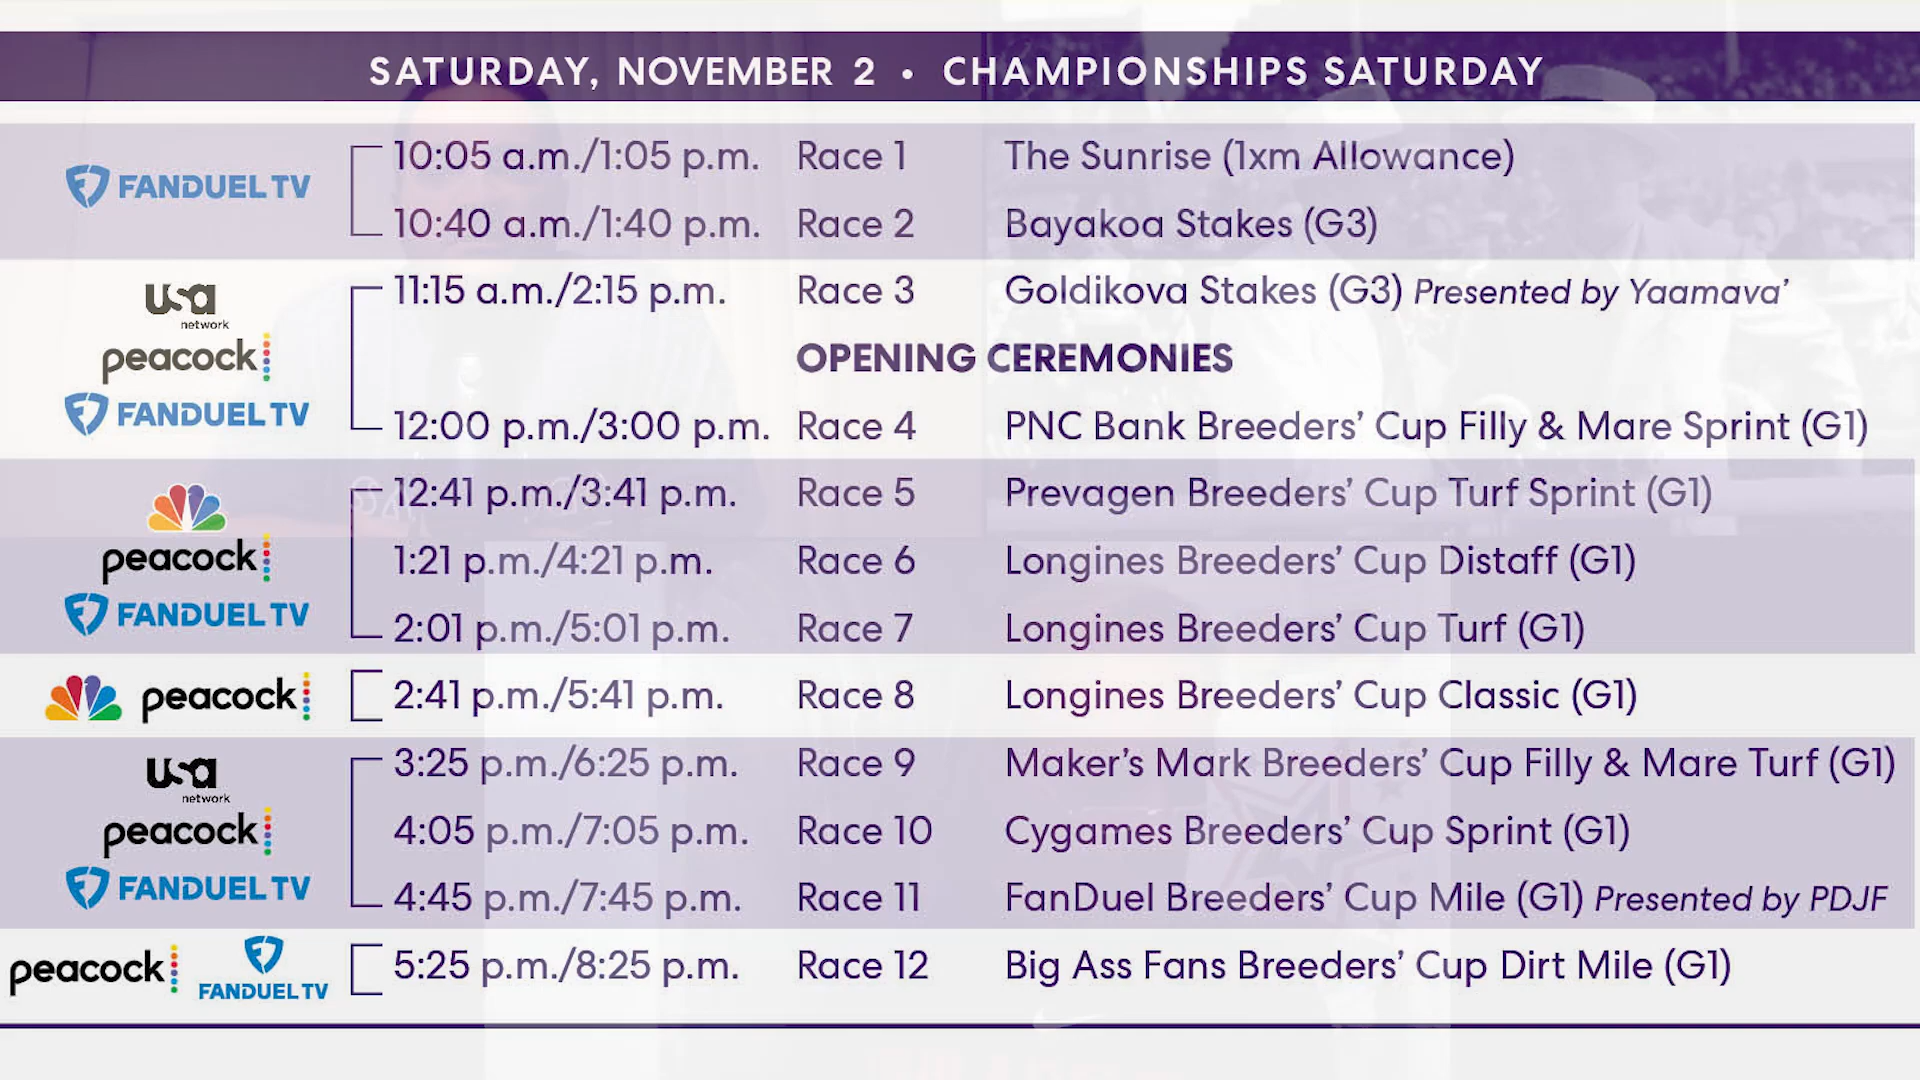 SATURDAY, NOVEMBER 2 • CHAMPIONSHIPS SATURDAY
FANDUEL TV
10:05 a.m./1:05 p.m. Race 1 The Sunrise (1xm Allowance)
10:40 a.m./1:40 p.m. Race 2 Bayakoa Stakes (G3)
usa network
peacock
FANDUEL TV
11:15 a.m./2:15 p.m. Race 3 Goldikova Stakes (G3) Presented by Yaamava’
OPENING CEREMONIES
12:00 p.m./3:00 p.m. Race 4 PNC Bank Breeders’ Cup Filly & Mare Sprint (G1)
peacock
FANDUEL TV
12:41 p.m./3:41 p.m. Race 5 Prevagen Breeders’ Cup Turf Sprint (G1)
1:21 p.m./4:21 p.m. Race 6 Longines Breeders’ Cup Distaff (G1)
2:01 p.m./5:01 p.m. Race 7 Longines Breeders’ Cup Turf (G1)
peacock
2:41 p.m./5:41 p.m. Race 8 Longines Breeders’ Cup Classic (G1)
usa network
peacock
FANDUEL TV
3:25 p.m./6:25 p.m. Race 9 Maker’s Mark Breeders’ Cup Filly & Mare Turf (G1)
4:05 p.m./7:05 p.m. Race 10 Cygames Breeders’ Cup Sprint (G1)
4:45 p.m./7:45 p.m. Race 11 FanDuel Breeders’ Cup Mile (G1) Presented by PDJF
peacock FANDUEL TV
5:25 p.m./8:25 p.m. Race 12 Big Ass Fans Breeders’ Cup Dirt Mile (G1)